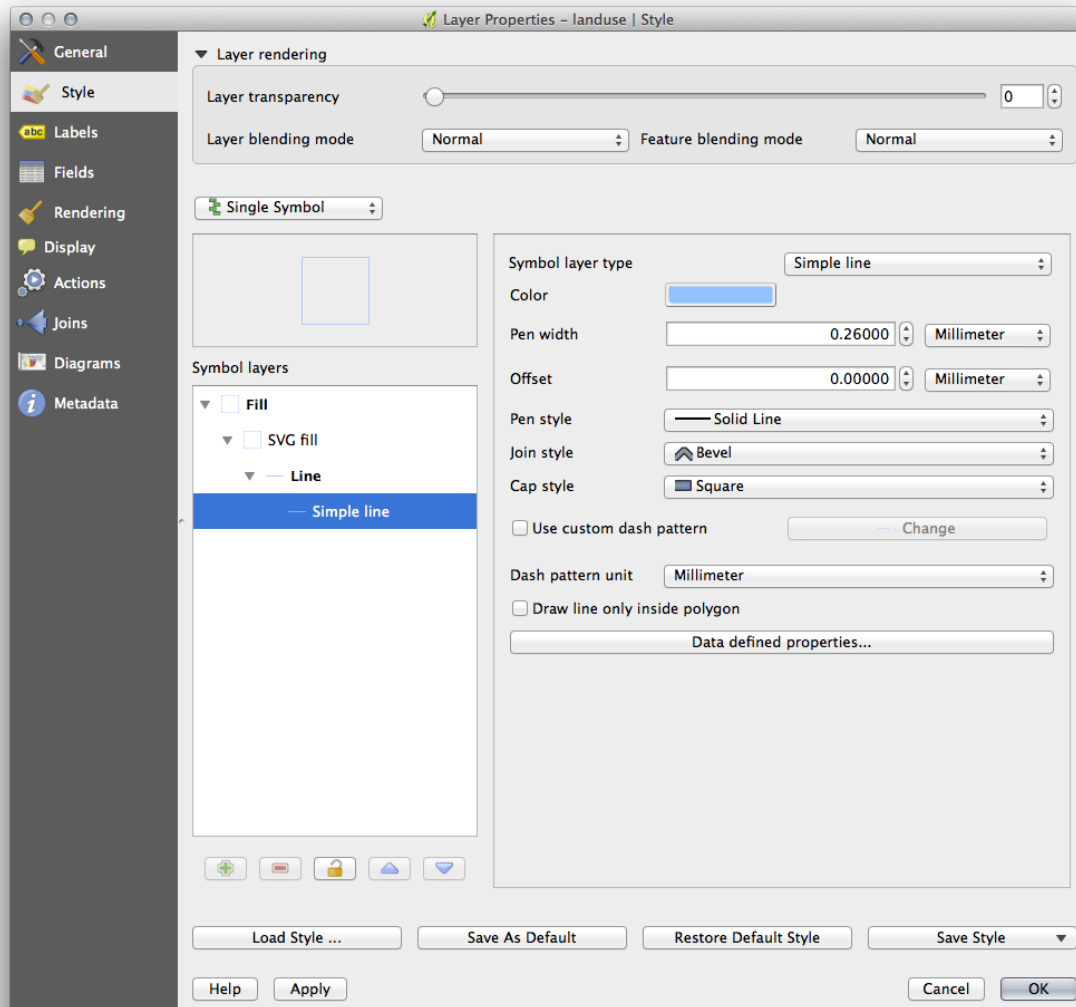 Layer Properties – landuse | Style
General
Style
abc Labels
Fields
Rendering
Display
Actions
Joins
Diagrams
i Metadata
Layer rendering
Layer transparency 0
Layer blending mode Normal Feature blending mode Normal
Single Symbol
Symbol layers
Fill
SVG fill
Line
Simple line
Symbol layer type Simple line
Color
Pen width 0.26000 Millimeter
Offset 0.00000 Millimeter
Pen style Solid Line
Join style Bevel
Cap style Square
Use custom dash pattern Change
Dash pattern unit Millimeter
Draw line only inside polygon
Data defined properties...
Load Style ... Save As Default Restore Default Style Save Style
Help Apply Cancel OK